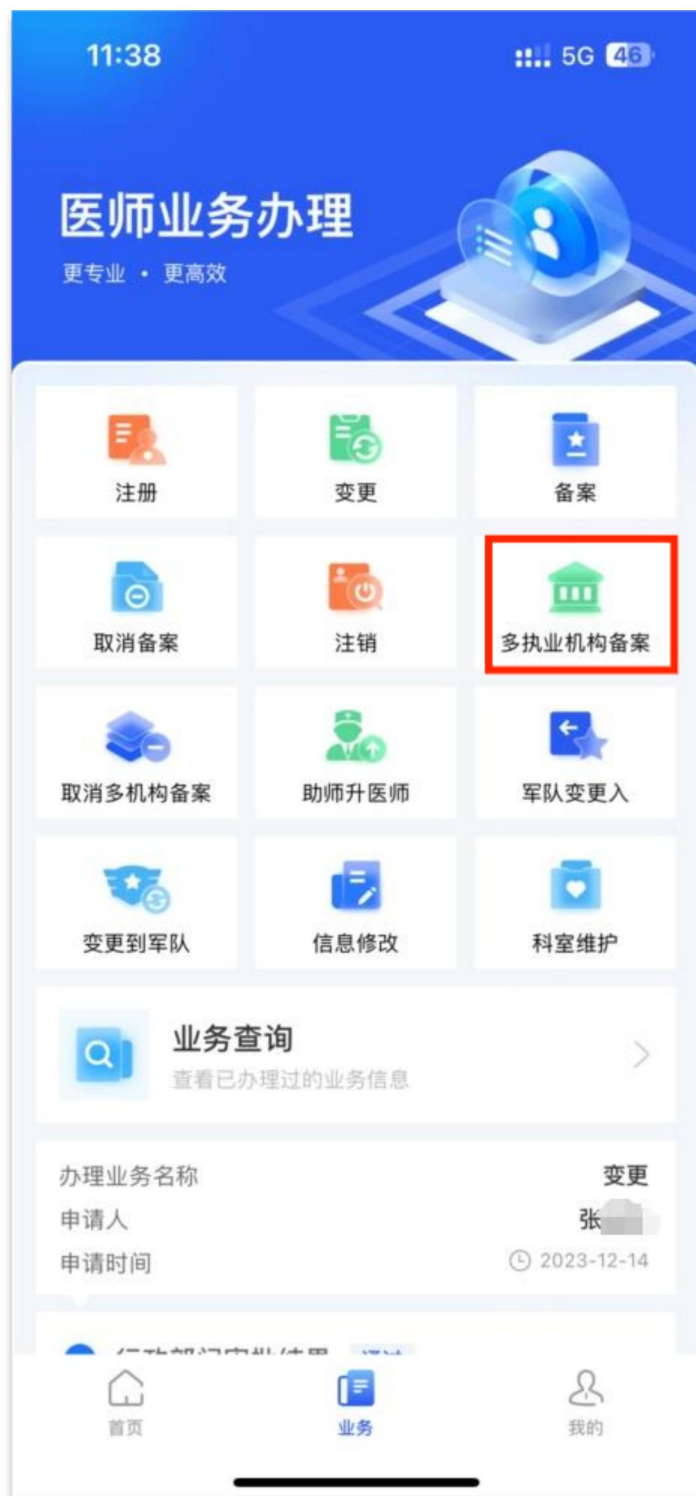 11:38 5G 46
医师业务办理
更专业 · 更高效
注册 变更 备案
取消备案 注销 多执业机构备案
取消多机构备案 助师升医师 军队变更入
变更到军队 信息修改 科室维护
业务查询
查看已办理过的业务信息
办理业务名称 变更
申请人 张
申请时间 2023-12-14
首页 业务 我的